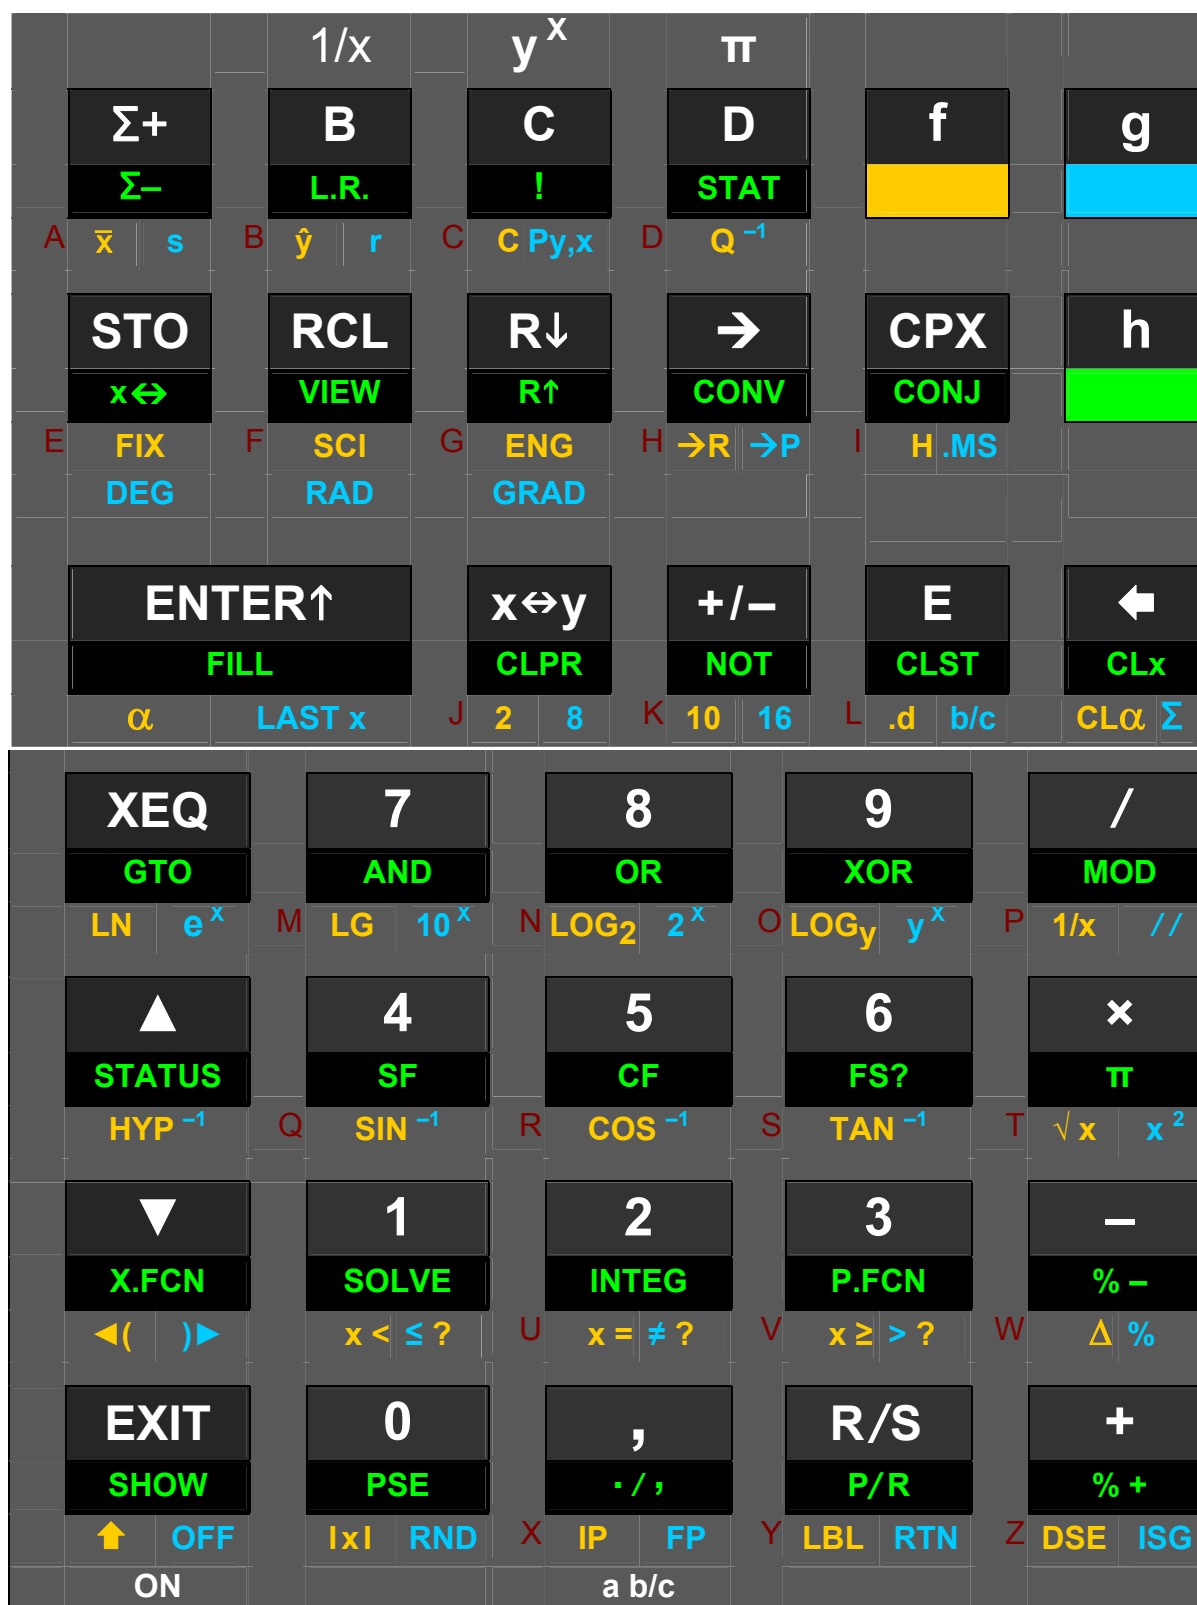 1/x y x π
Σ+ B C D f g
Σ– L.R. ! STAT
A x̅ s B ŷ r C C Py,x D Q –1
STO RCL R↓ → CPX h
x↔ VIEW R↑ CONV CONJ
E FIX F SCI G ENG H →R →P I H .MS
DEG RAD GRAD
ENTER↑ x↔y +/– E 🡄
FILL CLPR NOT CLST CLx
α LAST x J 2 8 K 10 16 L .d b/c CLα Σ
XEQ 7 8 9 /
GTO AND OR XOR MOD
LN e x M LG 10 x N LOG2 2 x O LOGy y x P 1/x //
▲ 4 5 6 ×
STATUS SF CF FS? π
HYP –1 Q SIN –1 R COS –1 S TAN –1 T √ x x 2
▼ 1 2 3 –
X.FCN SOLVE INTEG P.FCN % –
◄( )► x < ≤ ? U x = ≠ ? V x ≥ > ? W Δ %
EXIT 0 , R/S +
SHOW PSE · / , P/R % +
🡅 OFF IxI RND X IP FP Y LBL RTN Z DSE ISG
ON a b/c